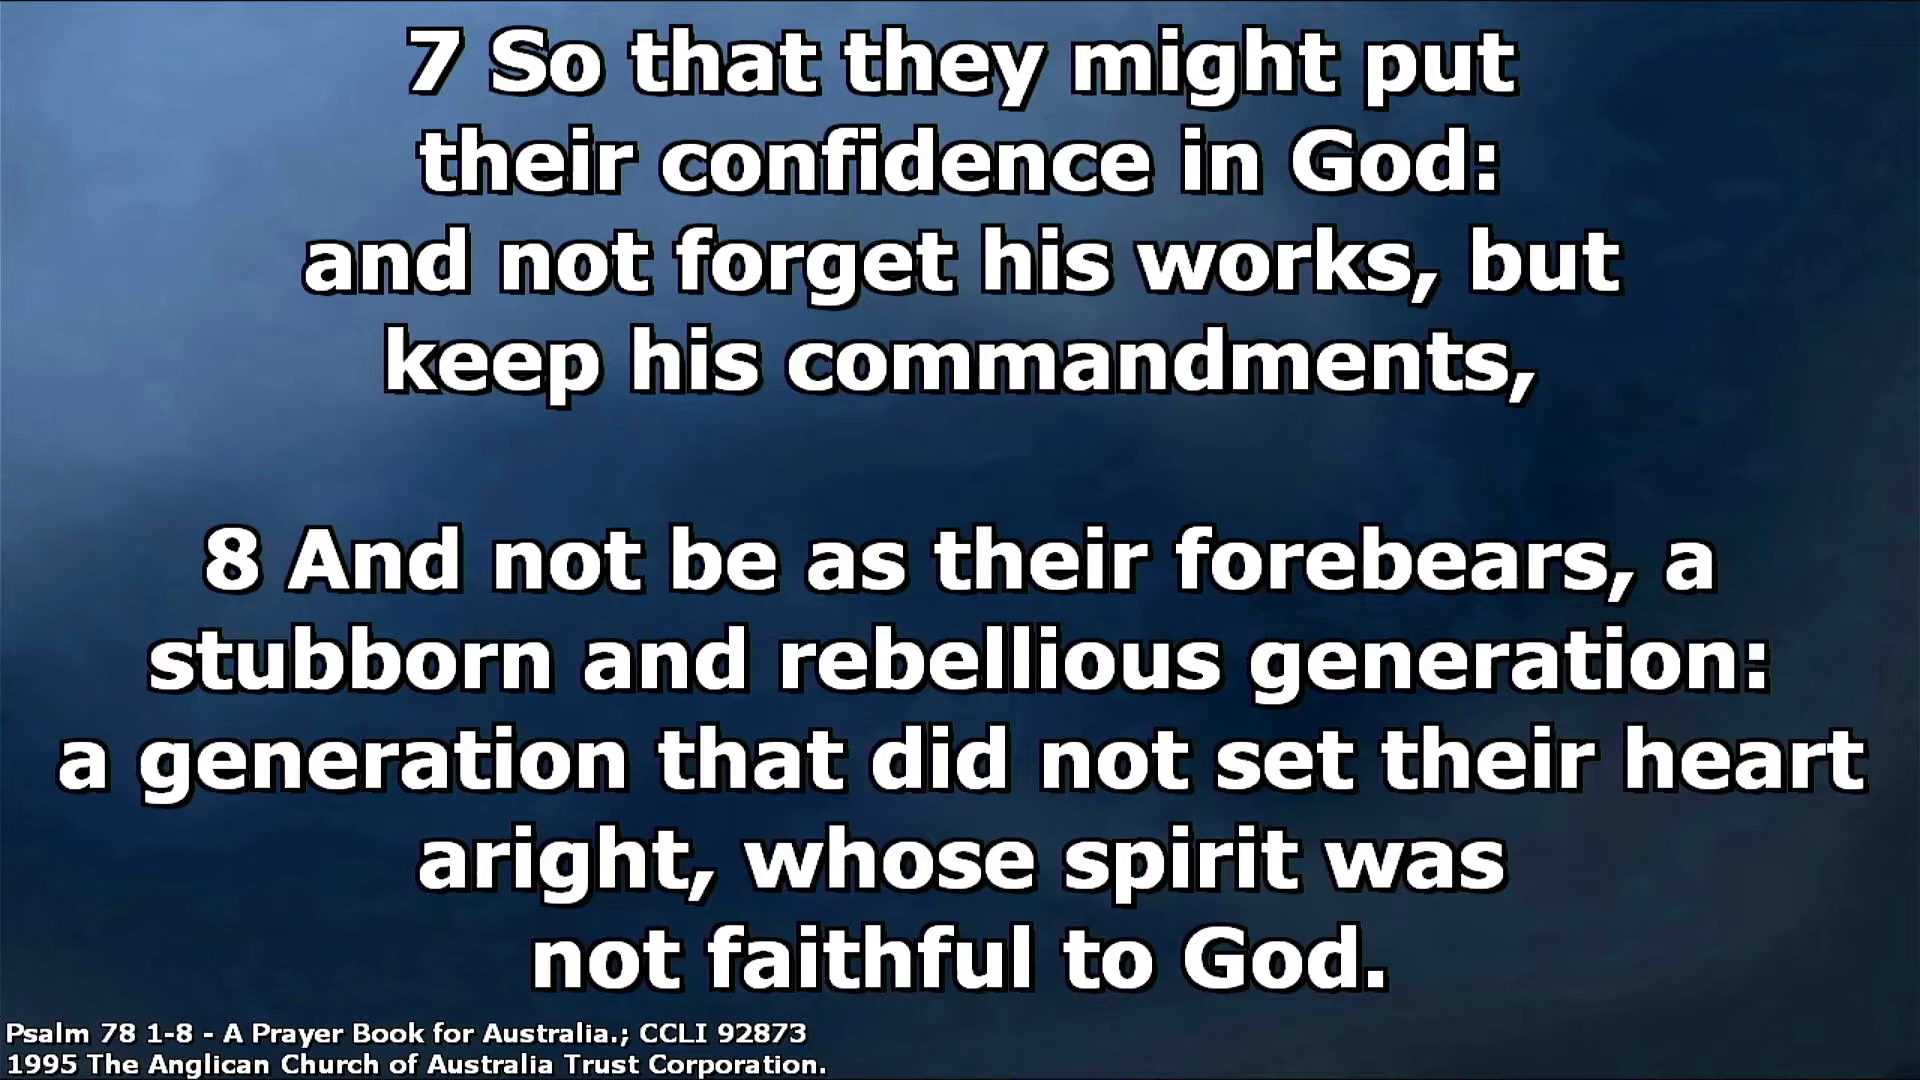 7 So that they might put
their confidence in God:
and not forget his works, but
keep his commandments,
8 And not be as their forebears, a
stubborn and rebellious generation:
a generation that did not set their heart
aright, whose spirit was
not faithful to God.
Psalm 78 1-8 - A Prayer Book for Australia.; CCLI 92873
1995 The Anglican Church of Australia Trust Corporation.